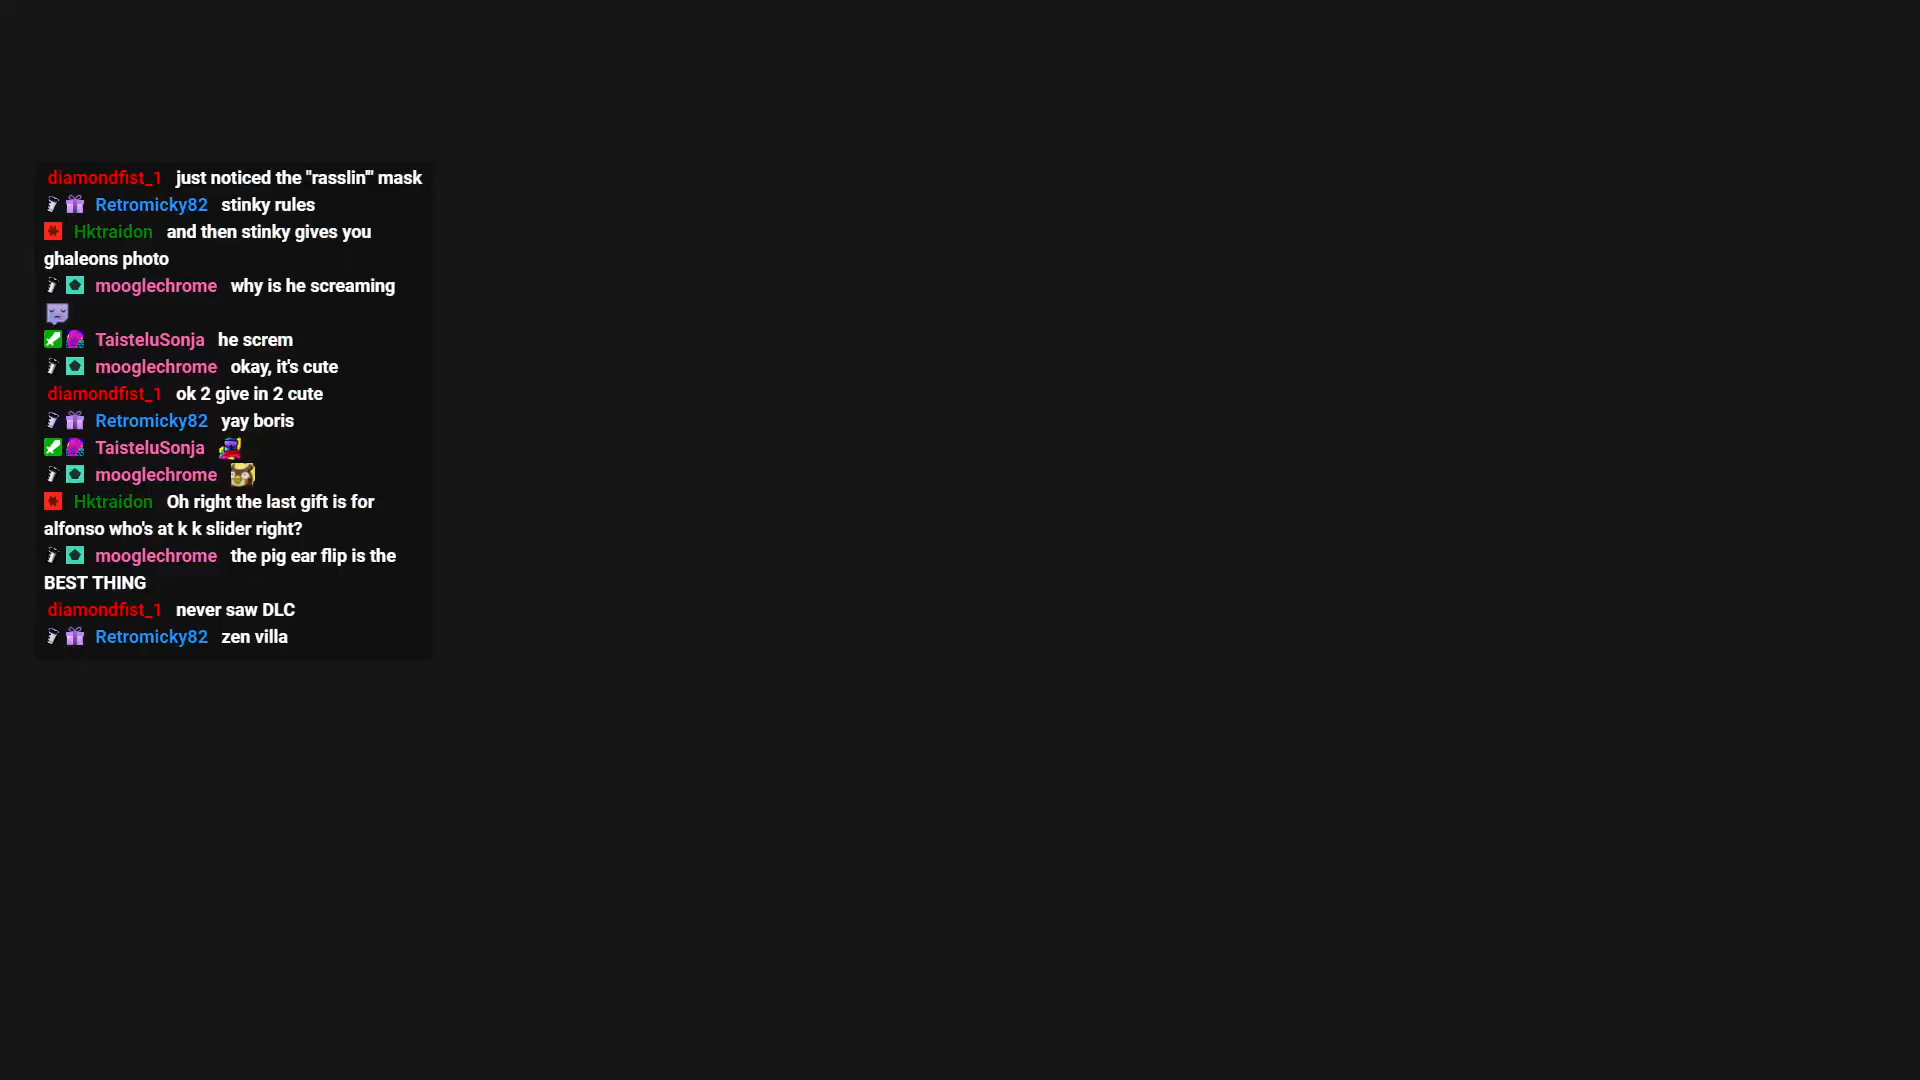 diamondfist_1 just noticed the "rasslin'" mask
Retromicky82 stinky rules
Hktraidon and then stinky gives you
ghaleons photo
mooglechrome why is he screaming
TaisteluSonja he screm
mooglechrome okay, it's cute
diamondfist_1 ok 2 give in 2 cute
Retromicky82 yay boris
TaisteluSonja
mooglechrome
Hktraidon Oh right the last gift is for
alfonso who's at k k slider right?
mooglechrome the pig ear flip is the
BEST THING
diamondfist_1 never saw DLC
Retromicky82 zen villa